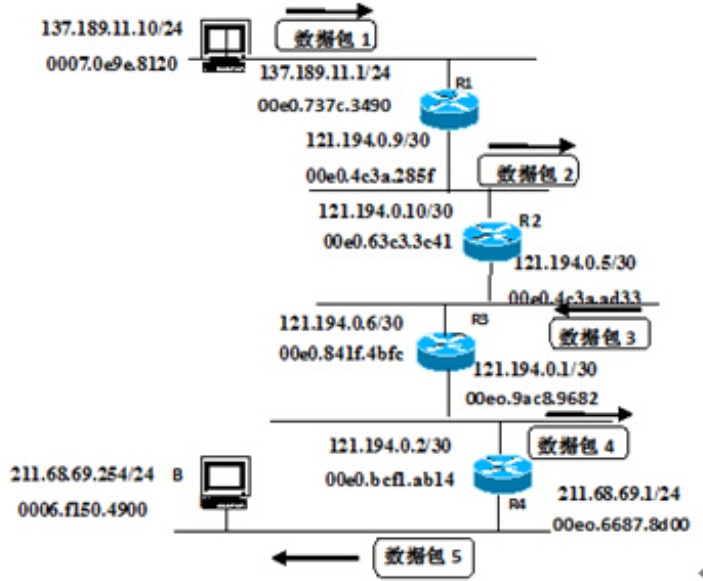 137.189.11.10/24
数据包 1
0007.0e9e.8120
137.189.11.1/24
R1
00e0.737c.3490
121.194.0.9/30
00e0.4c3a.285f
数据包 2
121.194.0.10/30
R2
00e0.63c3.3c41
121.194.0.5/30
00e0.4c3a.ad33
121.194.0.6/30
R3
数据包 3
00e0.841f.4bfc
121.194.0.1/30
00eo.9ac8.9682
121.194.0.2/30
数据包 4
211.68.69.254/24
B
00e0.bcf1.ab14
211.68.69.1/24
0006.f150.4900
R4
00eo.6687.8d00
数据包 5